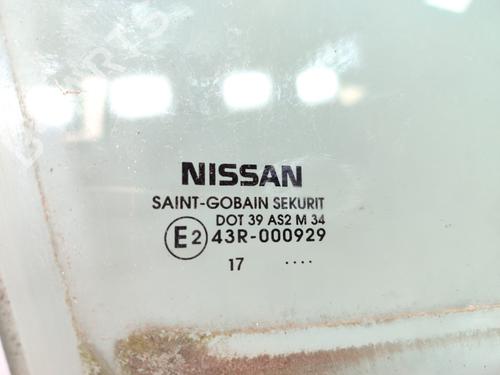 NISSAN
SAINT-GOBAIN SEKURIT
DOT 39 AS2 M 34
E2 43R-000929
17 ....